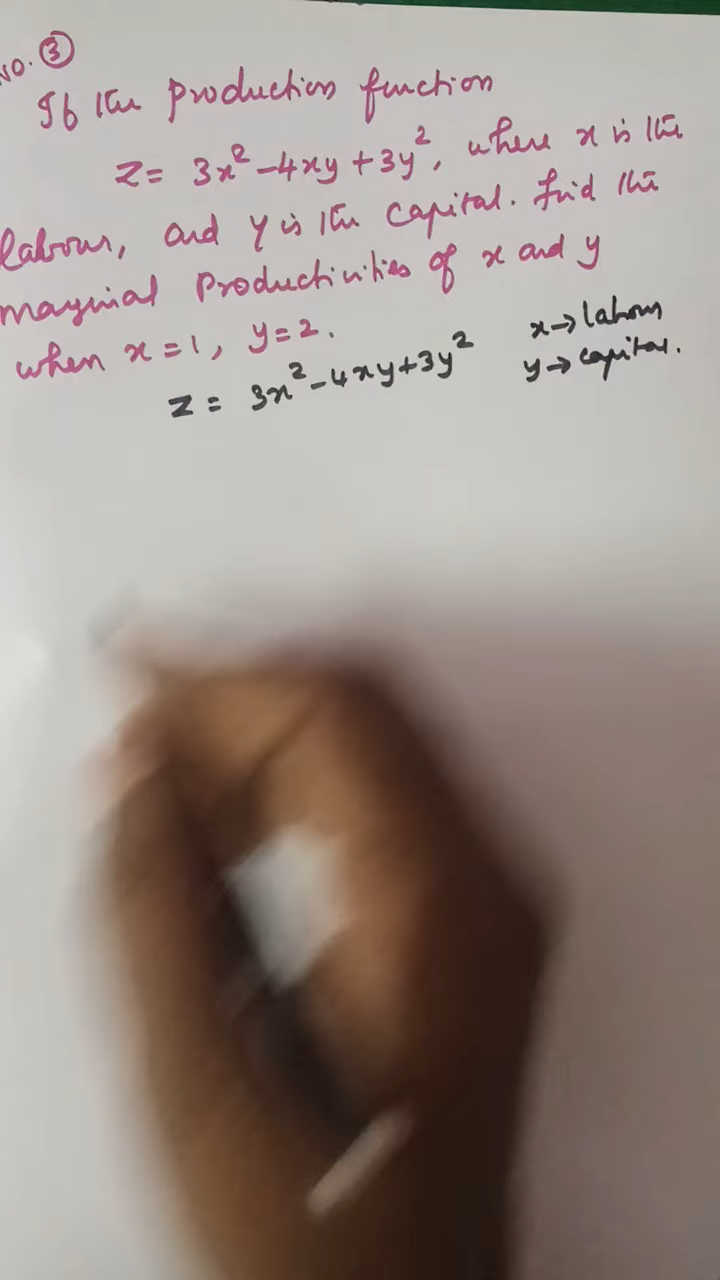 NO. ③
If the production function
z = 3x² - 4xy + 3y², where x is the
labour, and y is the capital. Find the
marginal productivities of x and y
when x = 1, y = 2.
x → labour
z = 3x² - 4xy + 3y²
y → capital.